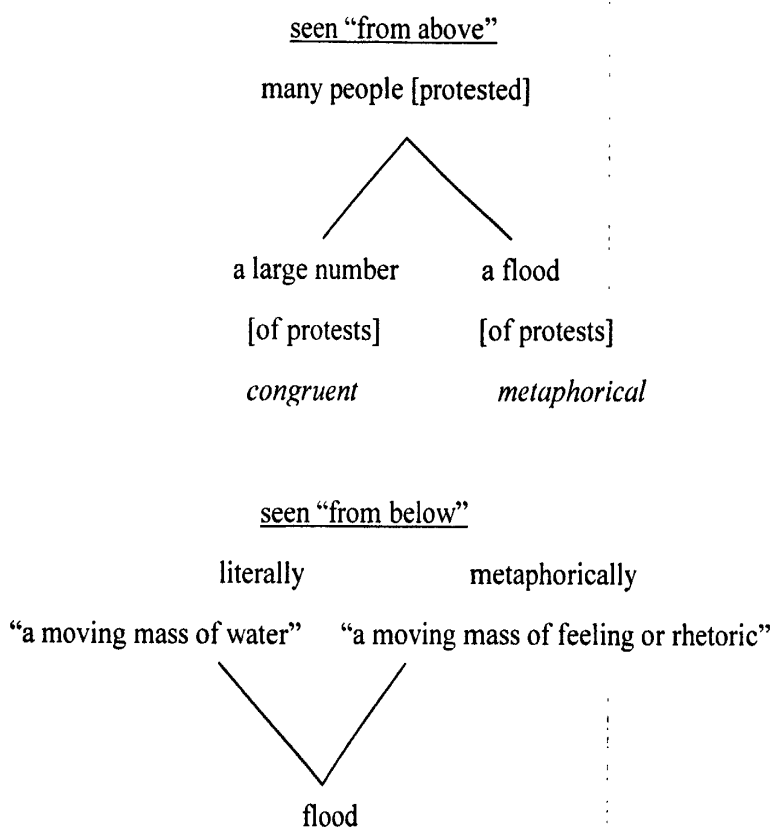 seen “from above”
many people [protested]
a large number a flood
[of protests] [of protests]
congruent metaphorical
seen “from below”
literally metaphorically
“a moving mass of water” “a moving mass of feeling or rhetoric”
flood